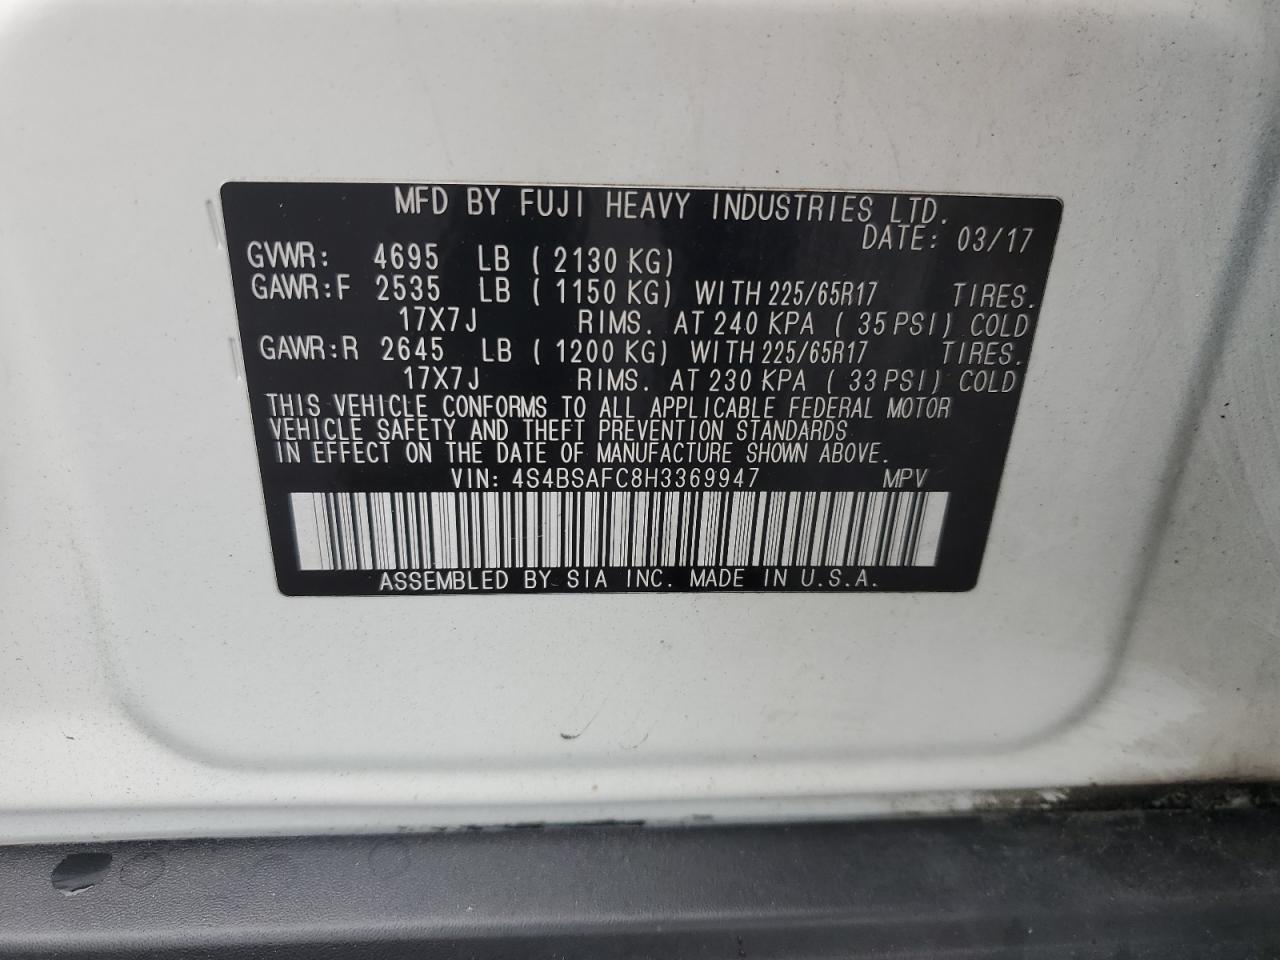 MFD BY FUJI HEAVY INDUSTRIES LTD.
DATE: 03/17
GVWR: 4695 LB ( 2130 KG)
GAWR:F 2535 LB ( 1150 KG) WITH 225/65R17 TIRES.
17X7J RIMS. AT 240 KPA ( 35 PSI) COLD
GAWR:R 2645 LB ( 1200 KG) WITH 225/65R17 TIRES.
17X7J RIMS. AT 230 KPA ( 33 PSI) COLD
THIS VEHICLE CONFORMS TO ALL APPLICABLE FEDERAL MOTOR
VEHICLE SAFETY AND THEFT PREVENTION STANDARDS
IN EFFECT ON THE DATE OF MANUFACTURE SHOWN ABOVE.
VIN: 4S4BSAFC8H3369947 MPV
ASSEMBLED BY SIA INC. MADE IN U.S.A.